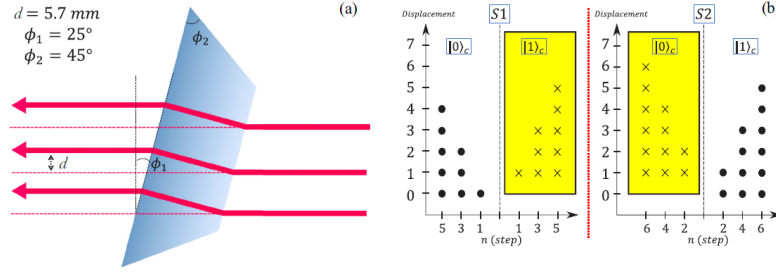 d = 5.7 mm
ϕ₁ = 25°
ϕ₂ = 45°
(a)
ϕ₂
ϕ₁
d
Displacement
S1
|0⟩c
|1⟩c
7
6
5
4
3
2
1
0
5 3 1
1 3 5
n (step)
(b)
Displacement
S2
|0⟩c
|1⟩c
7
6
5
4
3
2
1
0
6 4 2
2 4 6
n (step)